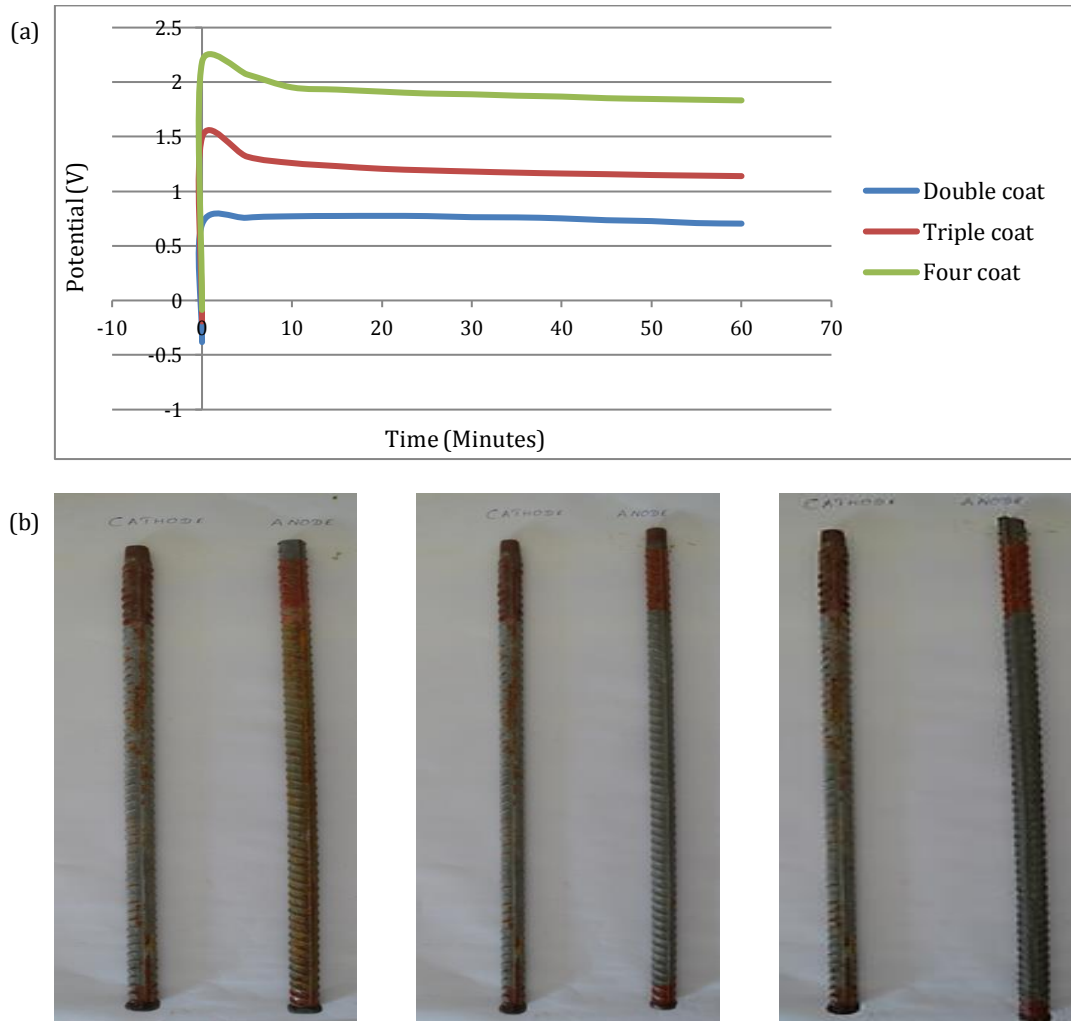 (a)
2.5
2
1.5
1
0.5
0
-0.5
-1
-10 0 10 20 30 40 50 60 70
Potential (V)
Time (Minutes)
Double coat
Triple coat
Four coat
(b)
CATHODE ANODE
CATHODE ANODE
CATHODE ANODE